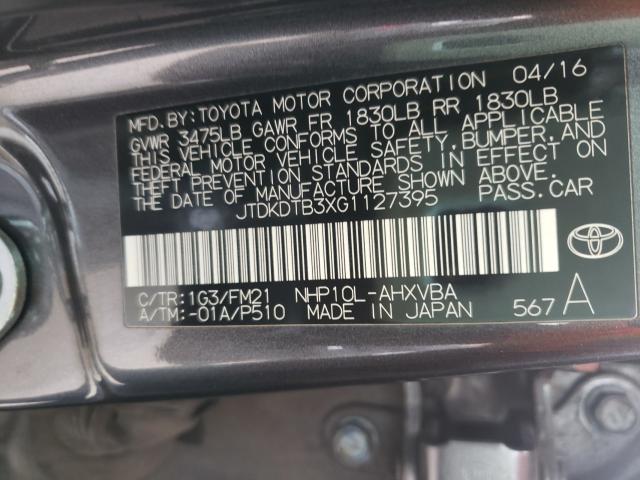 MFD.BY:TOYOTA MOTOR CORPORATION 04/16
GVWR 3475LB GAWR FR 1830LB RR 1830LB
THIS VEHICLE CONFORMS TO ALL APPLICABLE
FEDERAL MOTOR VEHICLE SAFETY,BUMPER,AND
THEFT PREVENTION STANDARDS IN EFFECT ON
THE DATE OF MANUFACTURE SHOWN ABOVE.
JTDKDTB3XG1127395 PASS.CAR
C/TR:1G3/FM21 NHP10L-AHXVBA
A/TM:-01A/P510 MADE IN JAPAN 567 A